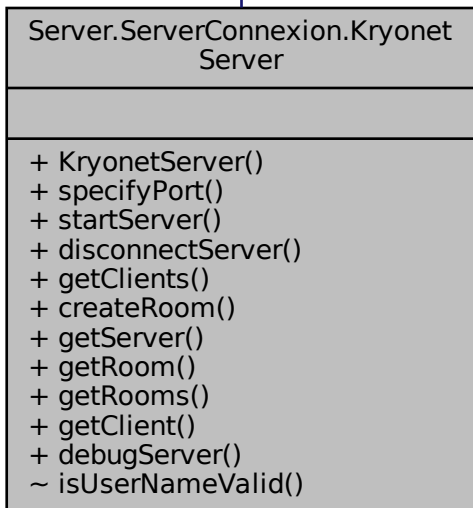 Server.ServerConnexion.Kryonet
Server
+ KryonetServer()
+ specifyPort()
+ startServer()
+ disconnectServer()
+ getClients()
+ createRoom()
+ getServer()
+ getRoom()
+ getRooms()
+ getClient()
+ debugServer()
~ isUserNameValid()